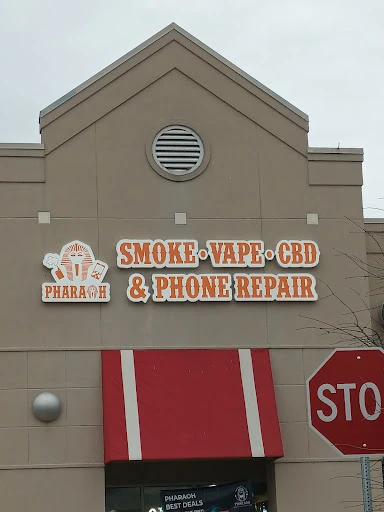 SMOKE • VAPE • CBD
& PHONE REPAIR
PHARAOH
STO
PHARAOH
BEST DEALS